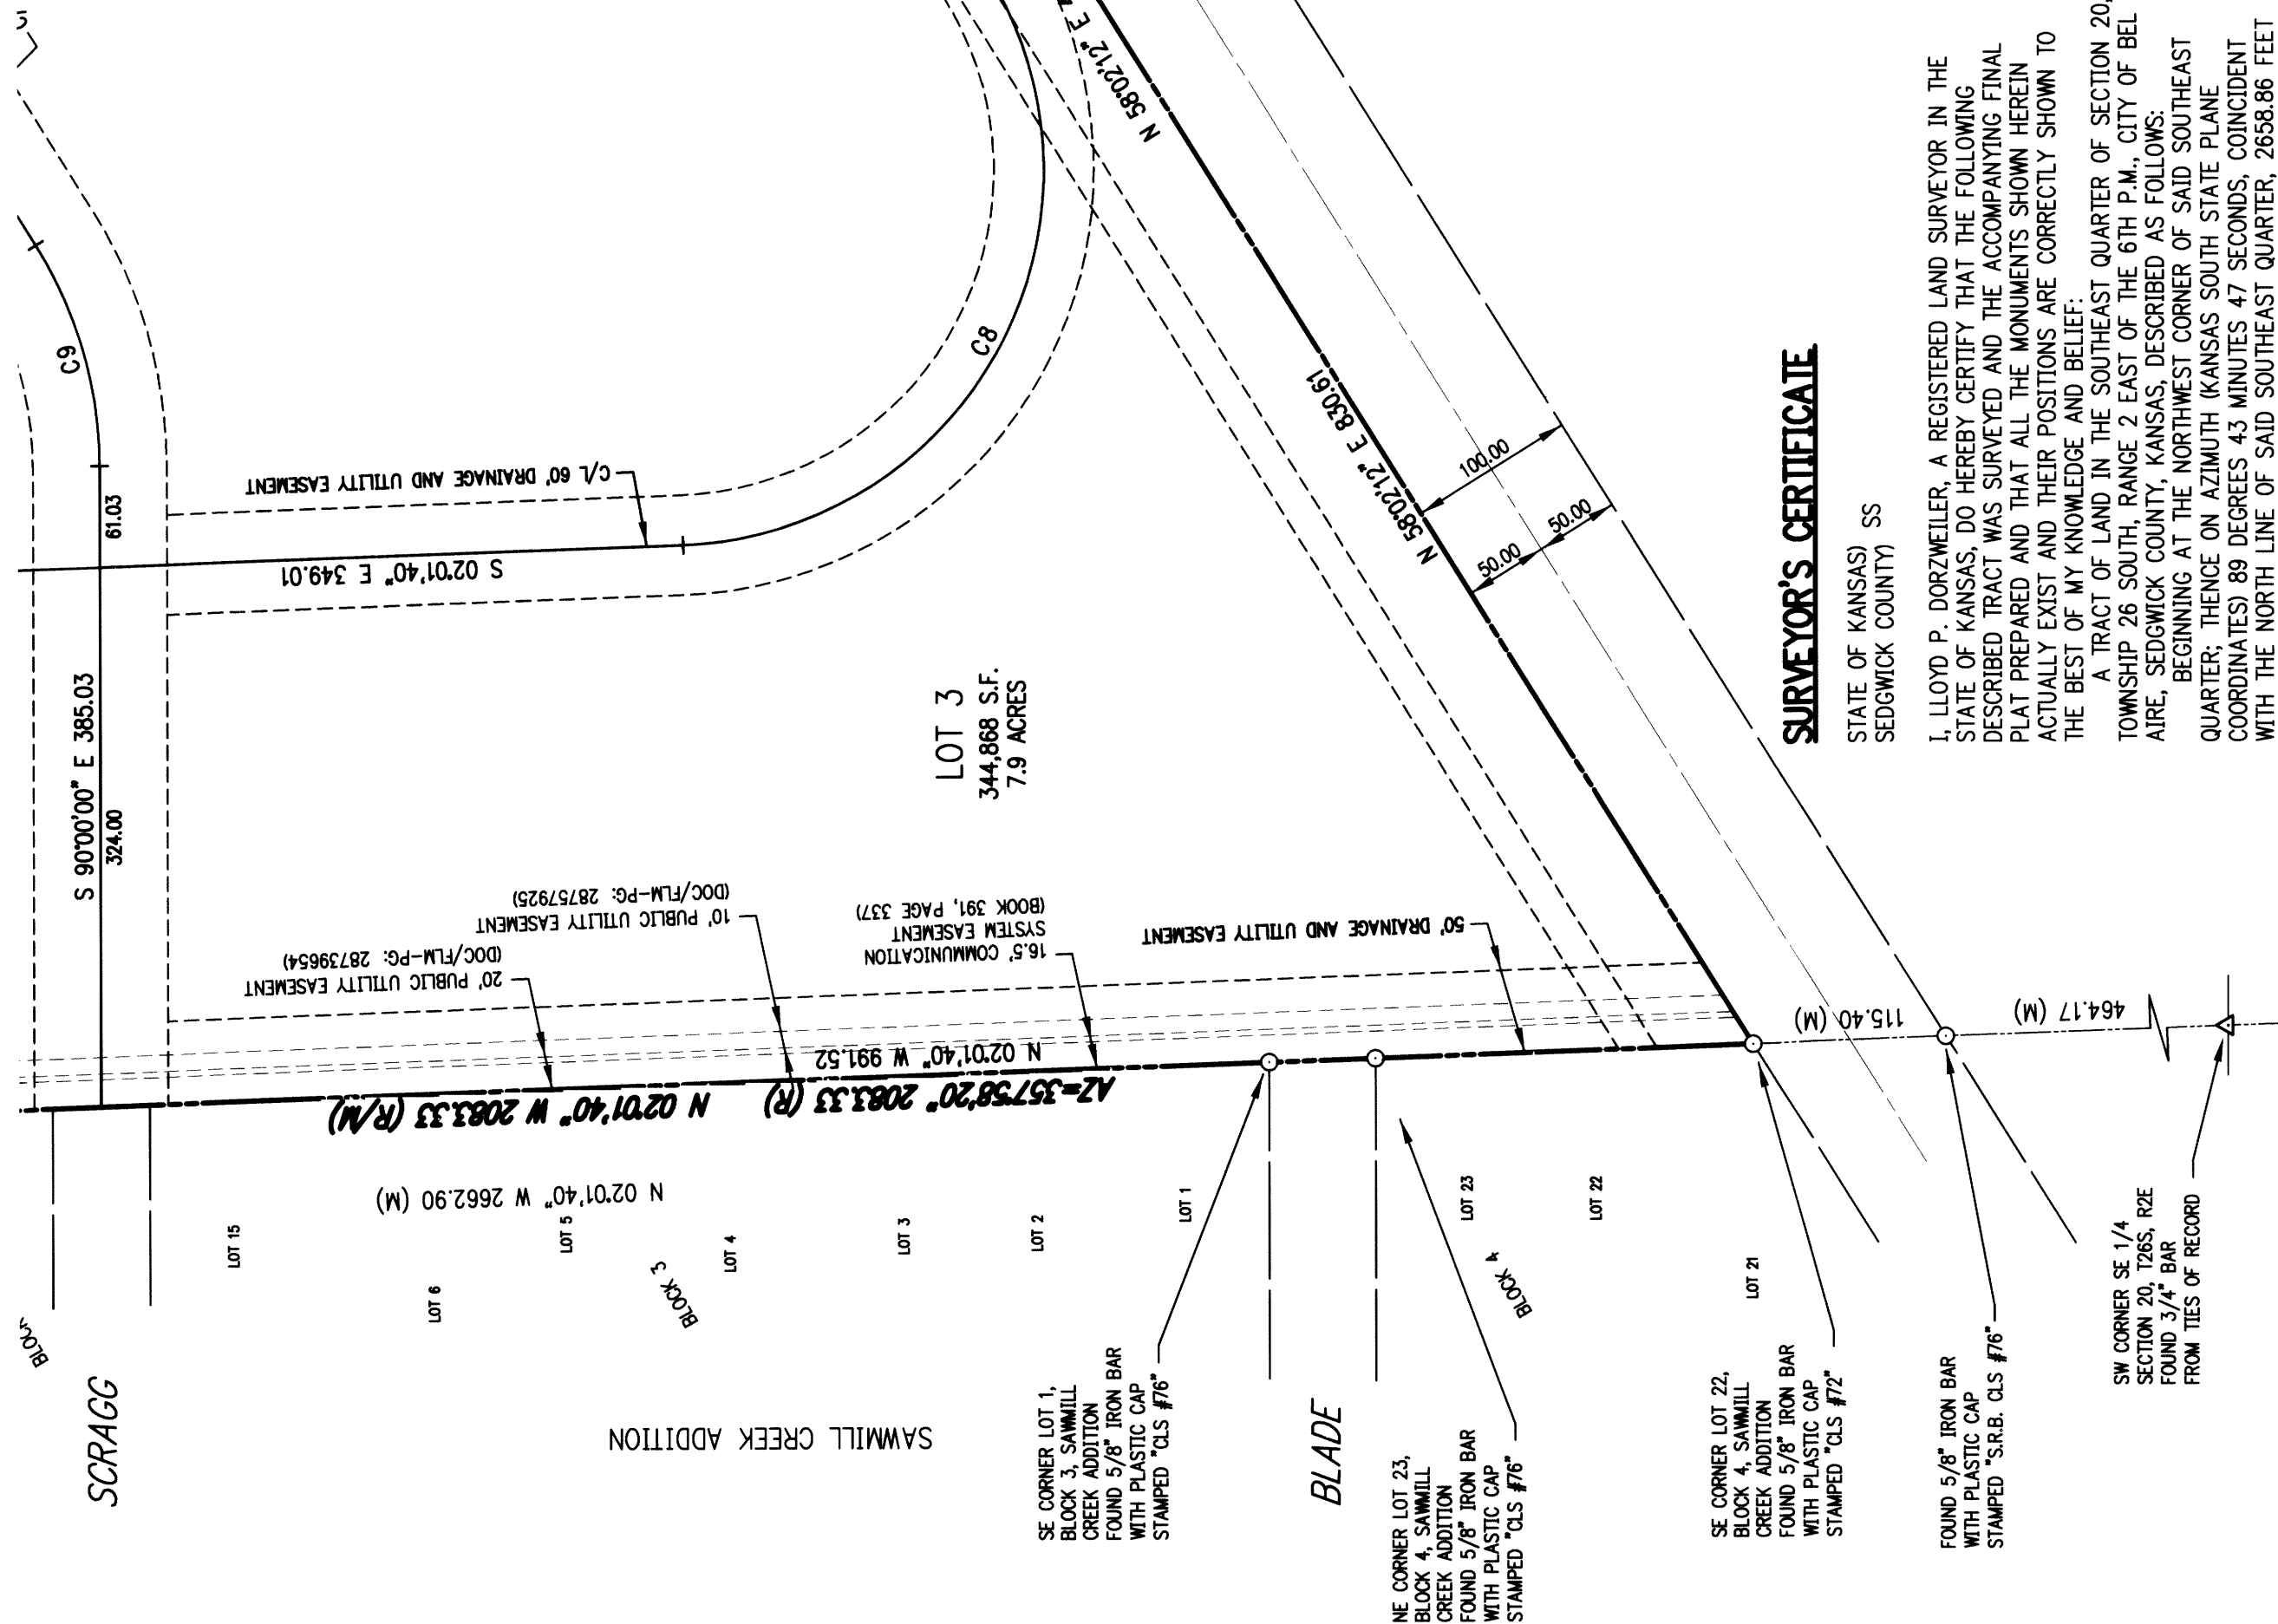 SCRAGG
S 90°00'00" E 385.03
324.00
61.03
C9
C/L 60' DRAINAGE AND UTILITY EASEMENT
S 02°01'40" E 349.01
C8
20' PUBLIC UTILITY EASEMENT
(DOC/FLM-PG: 28739654)
10' PUBLIC UTILITY EASEMENT
(DOC/FLM-PG: 28757925)
16.5' COMMUNICATION
SYSTEM EASEMENT
(BOOK 391, PAGE 337)
50' DRAINAGE AND UTILITY EASEMENT
N 02°01'40" W 991.52
N 02°01'40" W 2083.33 (R/M)
AZ=357°58'20" 2083.33 (R)
N 02°01'40" W 2662.90 (M)
LOT 3
344,868 S.F.
7.9 ACRES
N 58°02'12" E
N 58°02'12" E 830.61
100.00
50.00
50.00
115.40 (M)
464.17 (M)
LOT 15
LOT 6
LOT 5
BLOCK 3
LOT 4
LOT 3
LOT 2
LOT 1
LOT 23
BLOCK 4
LOT 22
LOT 21
SAWMILL CREEK ADDITION
SE CORNER LOT 1,
BLOCK 3, SAWMILL
CREEK ADDITION
FOUND 5/8" IRON BAR
WITH PLASTIC CAP
STAMPED "CLS #76"
BLADE
NE CORNER LOT 23,
BLOCK 4, SAWMILL
CREEK ADDITION
FOUND 5/8" IRON BAR
WITH PLASTIC CAP
STAMPED "CLS #76"
SE CORNER LOT 22,
BLOCK 4, SAWMILL
CREEK ADDITION
FOUND 5/8" IRON BAR
WITH PLASTIC CAP
STAMPED "CLS #72"
FOUND 5/8" IRON BAR
WITH PLASTIC CAP
STAMPED "S.R.B. CLS #76"
SW CORNER SE 1/4
SECTION 20, T26S, R2E
FOUND 3/4" BAR
FROM TIES OF RECORD
SURVEYOR'S CERTIFICATE
STATE OF KANSAS)
SEDGWICK COUNTY) SS
I, LLOYD P. DORZWEILER, A REGISTERED LAND SURVEYOR IN THE
STATE OF KANSAS, DO HEREBY CERTIFY THAT THE FOLLOWING
DESCRIBED TRACT WAS SURVEYED AND THE ACCOMPANYING FINAL
PLAT PREPARED AND THAT ALL THE MONUMENTS SHOWN HEREIN
ACTUALLY EXIST AND THEIR POSITIONS ARE CORRECTLY SHOWN TO
THE BEST OF MY KNOWLEDGE AND BELIEF:
A TRACT OF LAND IN THE SOUTHEAST QUARTER OF SECTION 20,
TOWNSHIP 26 SOUTH, RANGE 2 EAST OF THE 6TH P.M., CITY OF BEL
AIRE, SEDGWICK COUNTY, KANSAS, DESCRIBED AS FOLLOWS:
BEGINNING AT THE NORTHWEST CORNER OF SAID SOUTHEAST
QUARTER; THENCE ON AZIMUTH (KANSAS SOUTH STATE PLANE
COORDINATES) 89 DEGREES 43 MINUTES 47 SECONDS, COINCIDENT
WITH THE NORTH LINE OF SAID SOUTHEAST QUARTER, 2658.86 FEET